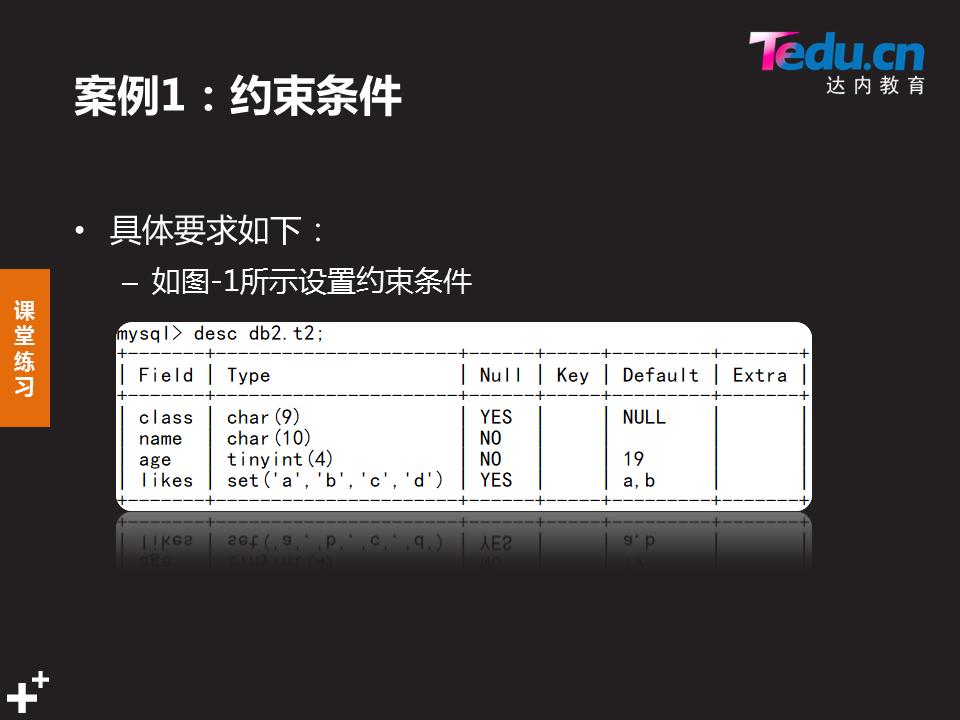 Tedu.cn
达内教育
案例1：约束条件
• 具体要求如下：
– 如图-1所示设置约束条件
课堂练习
mysql> desc db2.t2;
+-------+----------------------+------+-----+---------+-------+
| Field | Type                 | Null | Key | Default | Extra |
+-------+----------------------+------+-----+---------+-------+
| class | char(9)              | YES  |     | NULL    |       |
| name  | char(10)             | NO   |     |         |       |
| age   | tinyint(4)           | NO   |     | 19      |       |
| likes | set('a','b','c','d') | YES  |     | a,b     |       |
+-------+----------------------+------+-----+---------+-------+